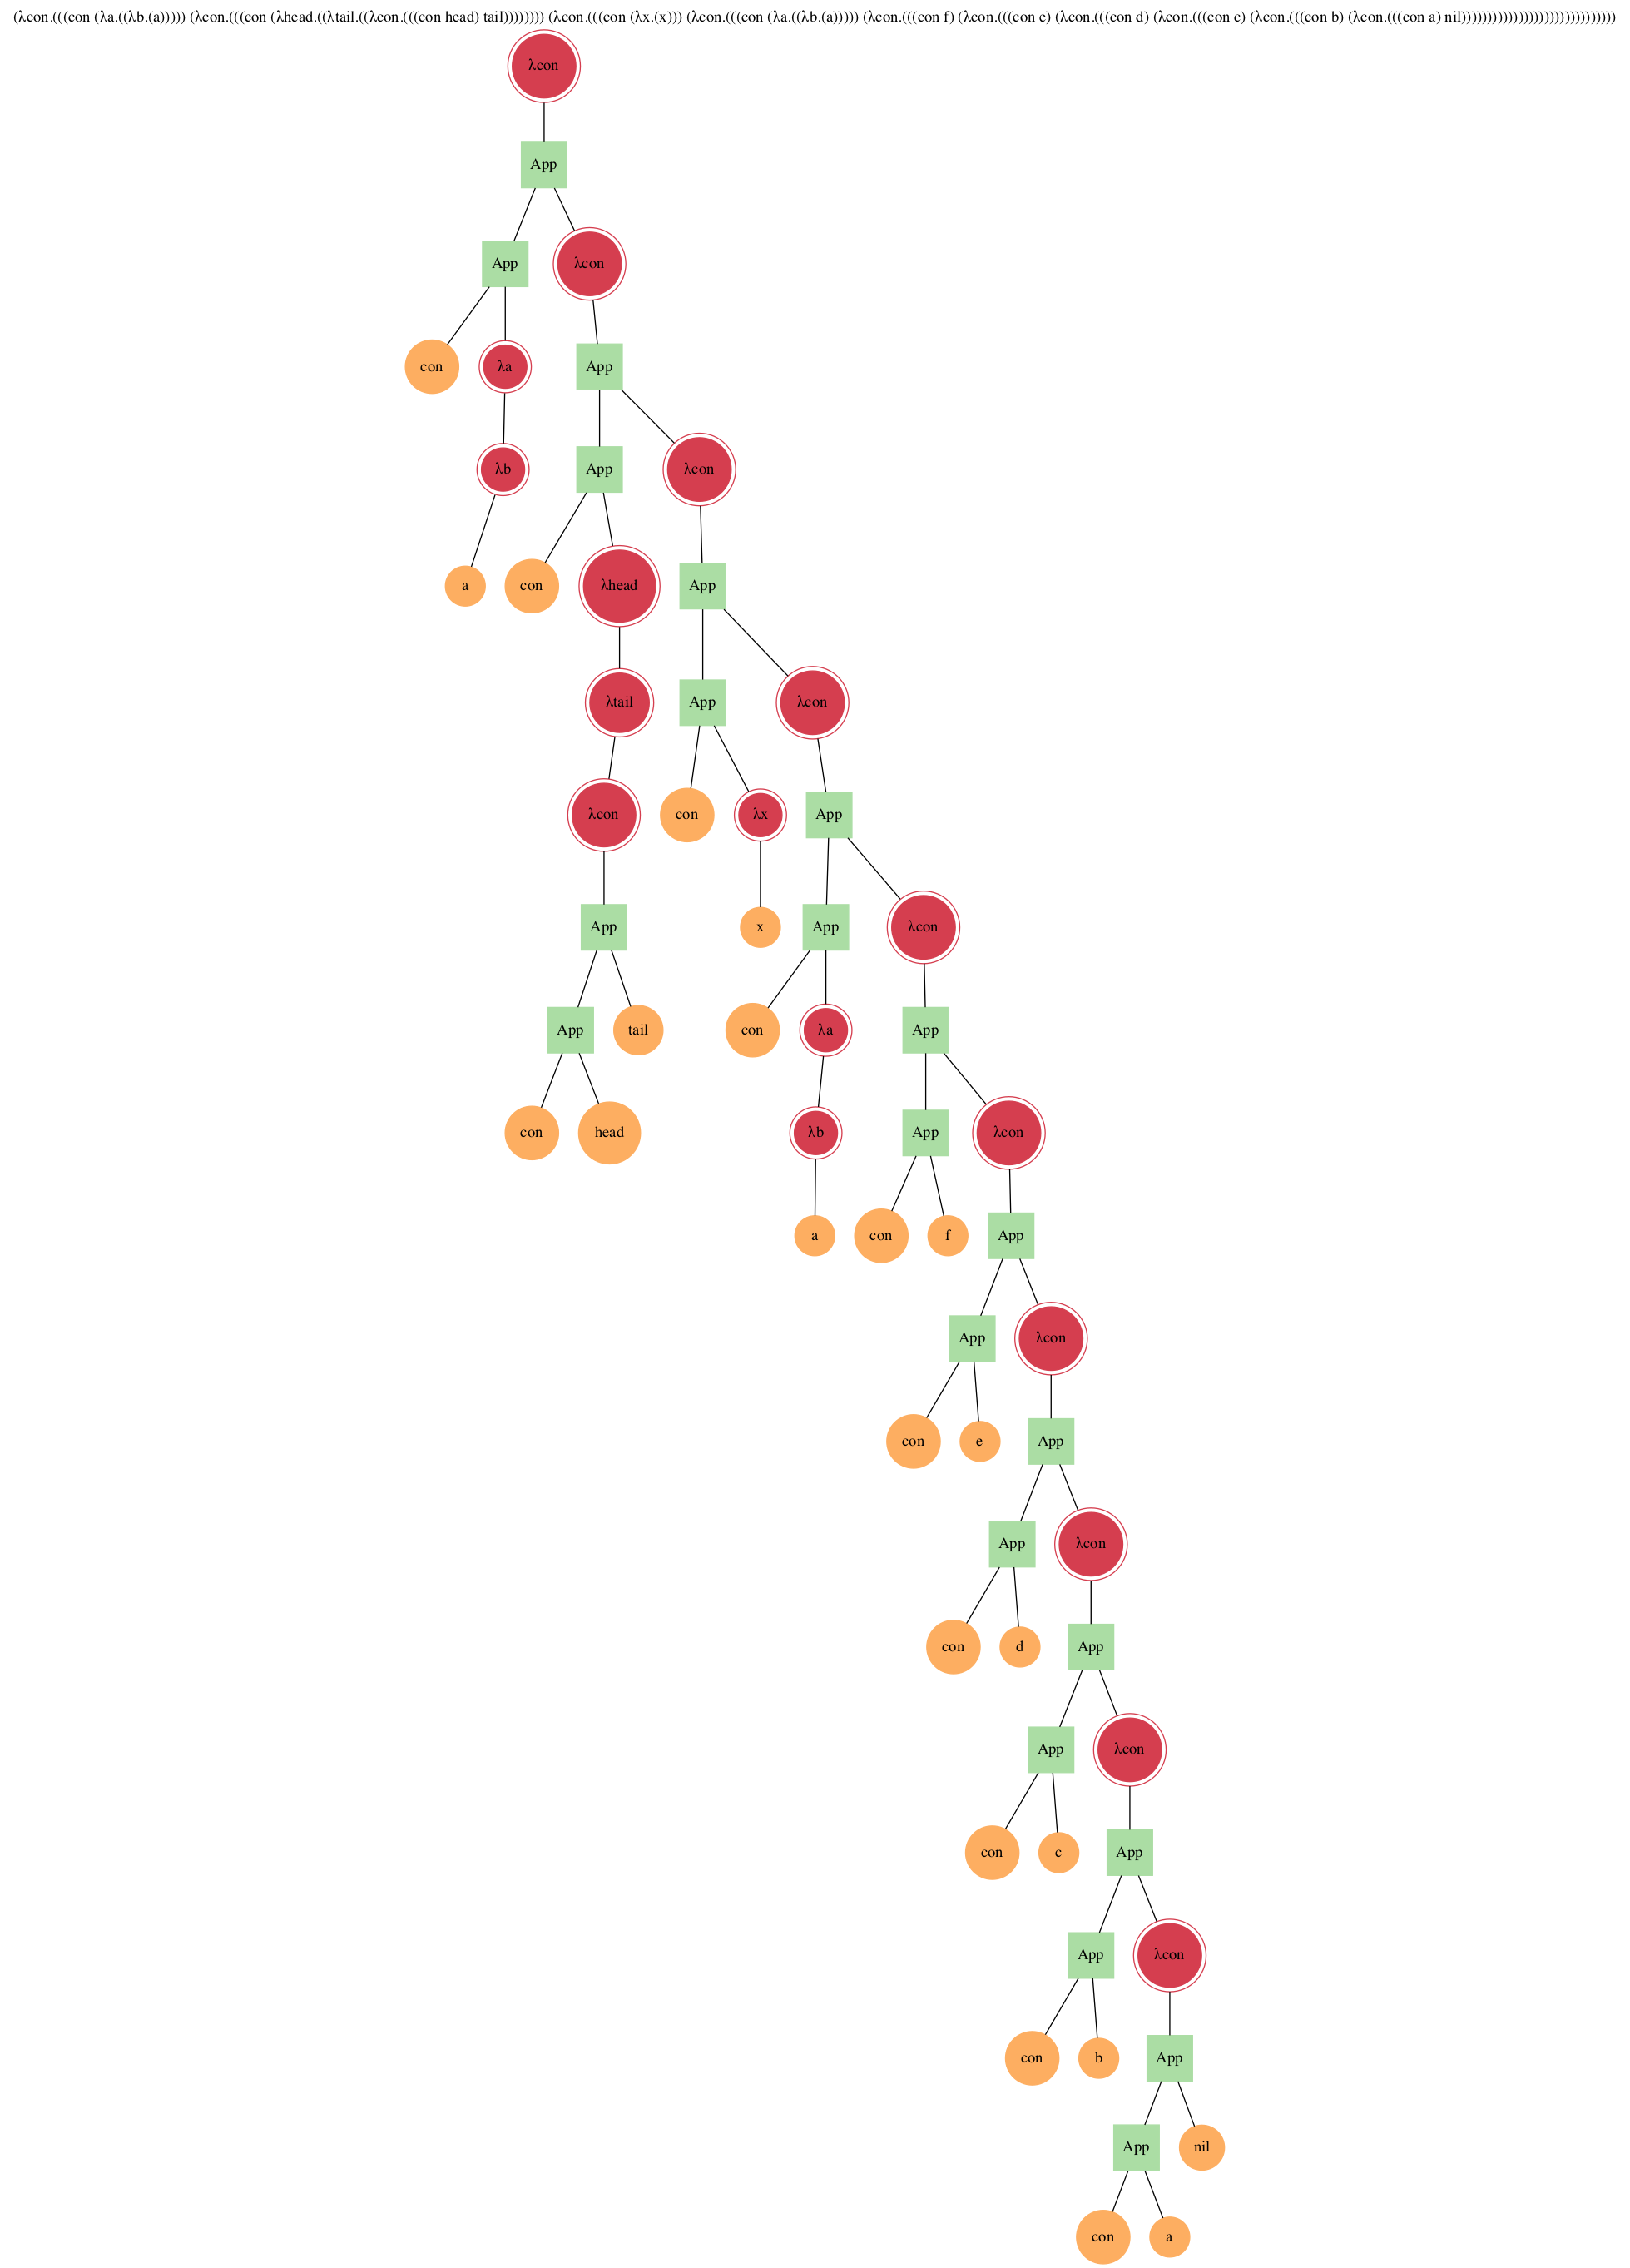 (λcon.(((con (λa.((λb.(a))))) (λcon.(((con (λhead.((λtail.((λcon.(((con head) tail)))))))) (λcon.(((con (λx.(x))) (λcon.(((con (λa.((λb.(a))))) (λcon.(((con f) (λcon.(((con e) (λcon.(((con d) (λcon.(((con c) (λcon.(((con b) (λcon.(((con a) nil))))))))))))))))))))))))))))))
λcon
App
App λcon
con λa App
λb App λcon
a con λhead App
λtail App λcon
λcon con λx App
App x App λcon
App tail con λa App
con head λb App λcon
a con f App
App λcon
con e App
App λcon
con d App
App λcon
con c App
App λcon
con b App
App nil
con a